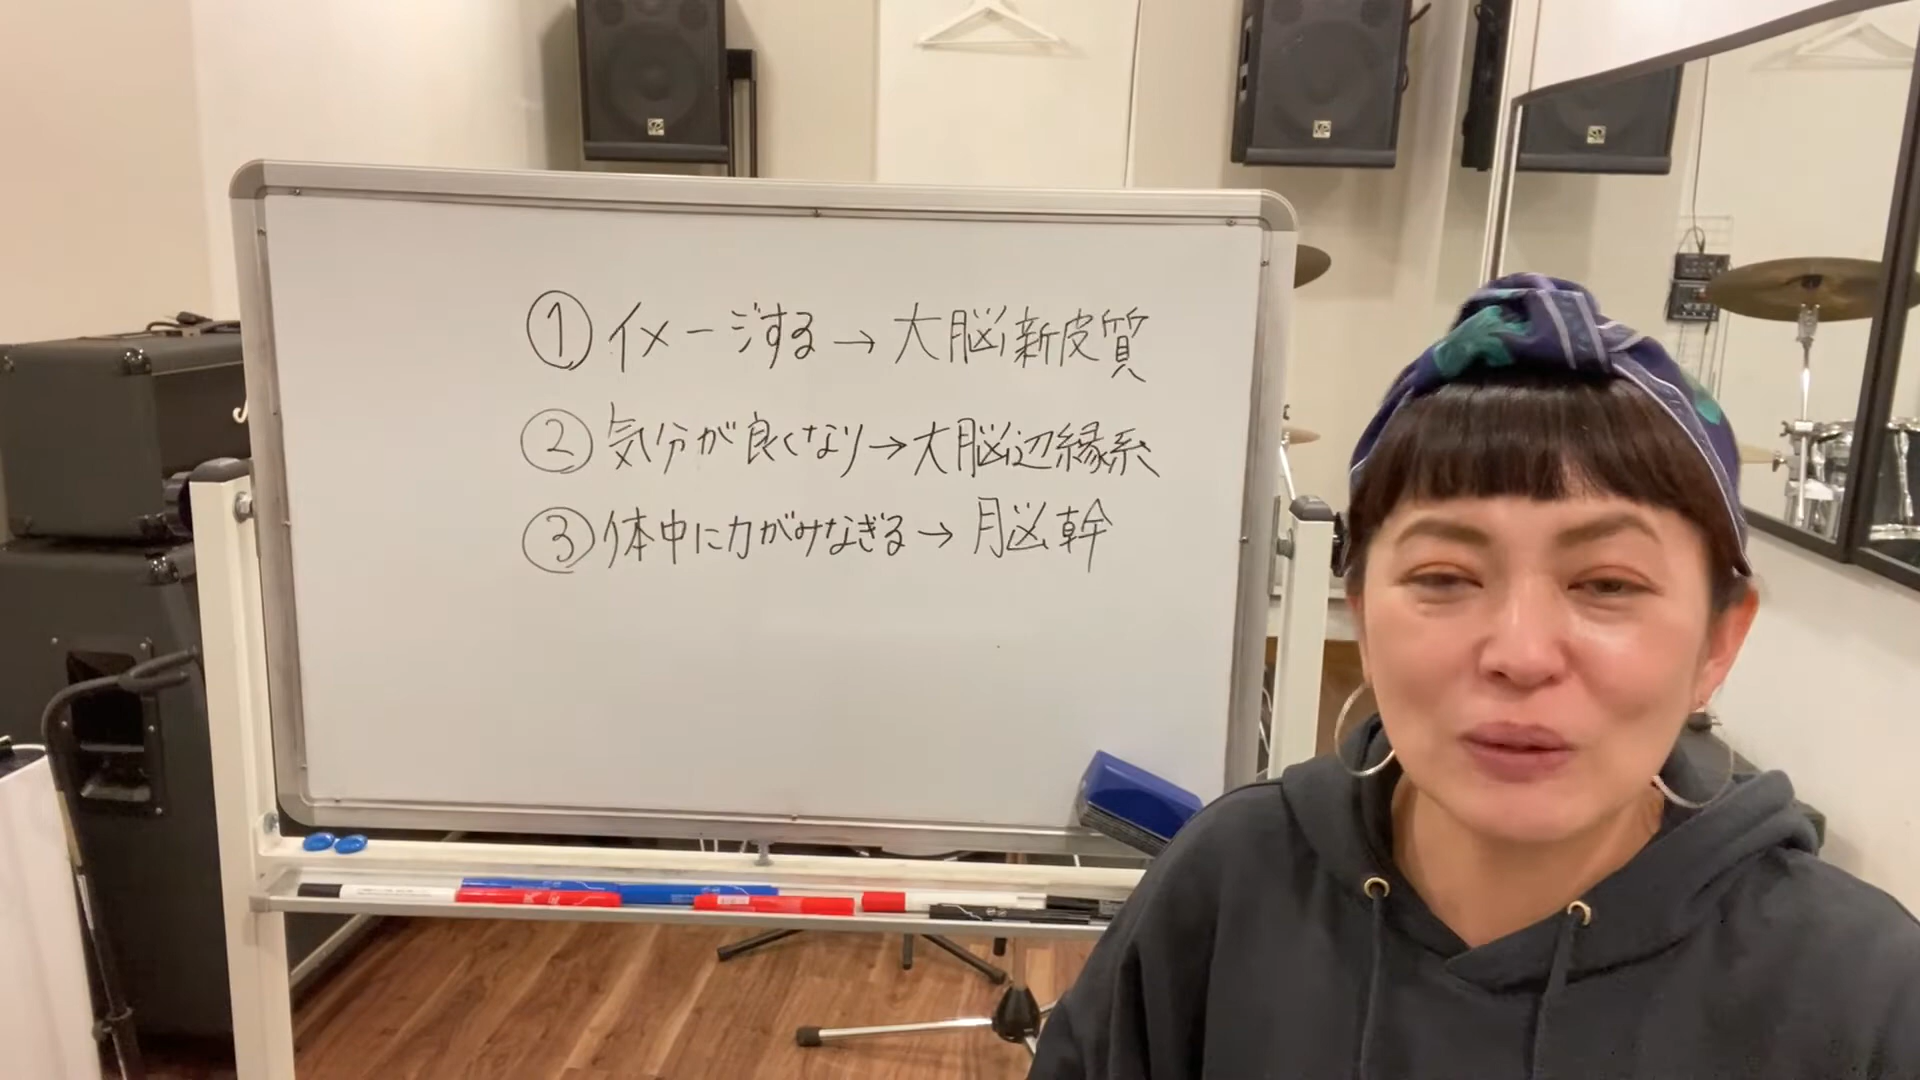 ① イメージする→大脳新皮質
② 気分が良くなり→大脳辺縁系
③ 体中に力がみなぎる→脳幹